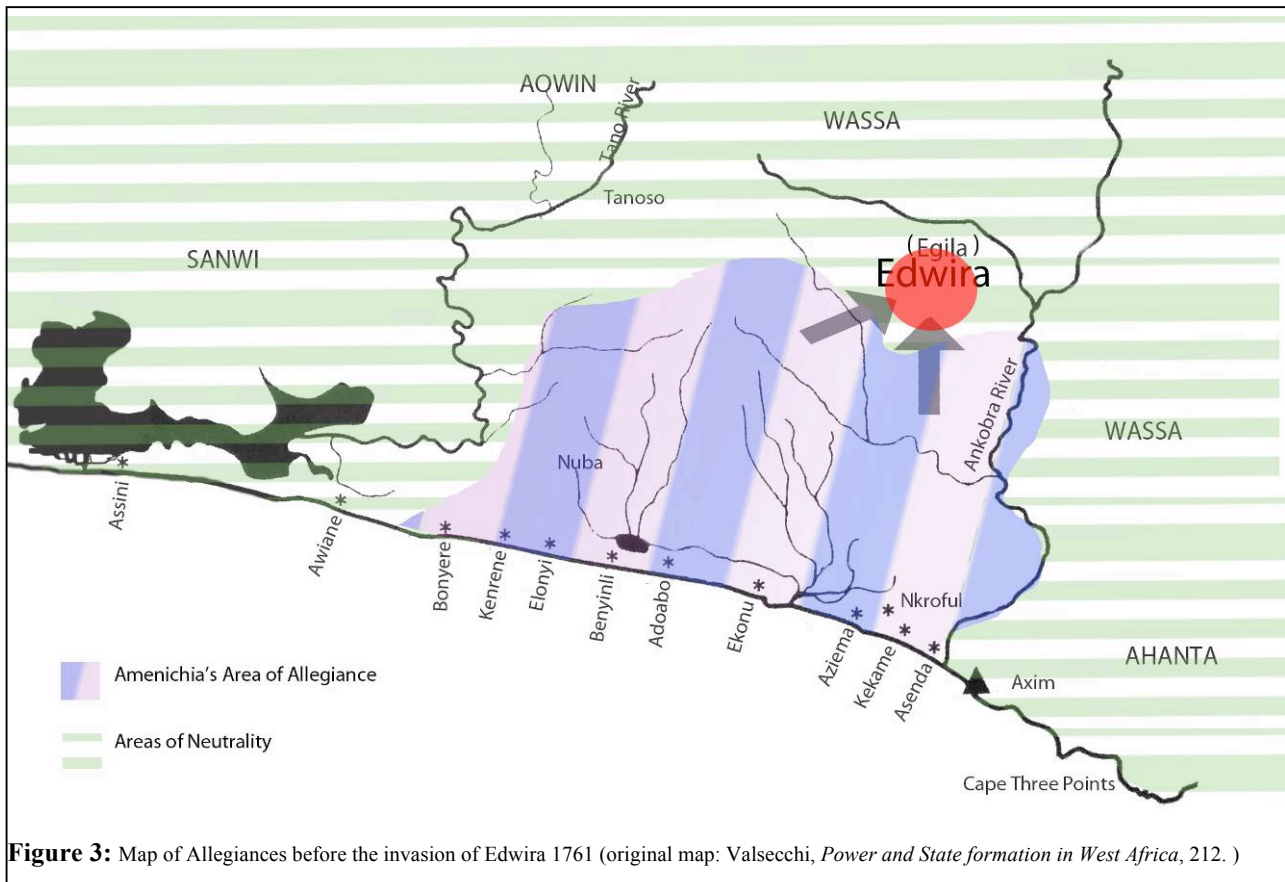 AOWIN
Tano River
WASSA
Tanoso
(Egila)
SANWI
Edwira
Ankobra River
WASSA
Nuba
Assini
Awiane
Bonyere
Kenrene
Elonyi
Benyinli
Adoabo
Ekonu
Aziema
Nkroful
Kekame
Asenda
AHANTA
Axim
Amenichia's Area of Allegiance
Areas of Neutrality
Cape Three Points
Figure 3: Map of Allegiances before the invasion of Edwira 1761 (original map: Valsecchi, Power and State formation in West Africa, 212. )